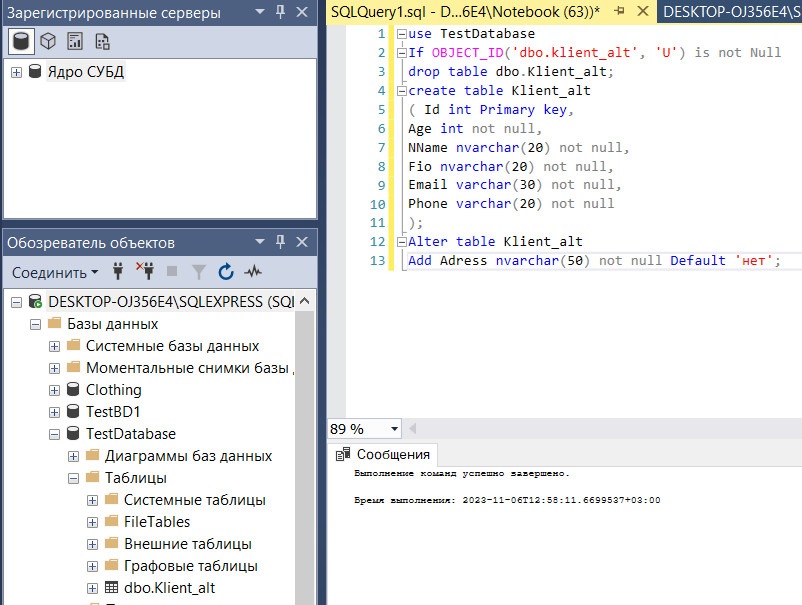 Зарегистрированные серверы
Ядро СУБД
Обозреватель объектов
Соединить
DESKTOP-OJ356E4\SQLEXPRESS (SQL
Базы данных
Системные базы данных
Моментальные снимки базы
Clothing
TestBD1
TestDatabase
Диаграммы баз данных
Таблицы
Системные таблицы
FileTables
Внешние таблицы
Графовые таблицы
dbo.Klient_alt
SQLQuery1.sql - D...6E4\Notebook (63))*
DESKTOP-OJ356E4\S
1 use TestDatabase
2 If OBJECT_ID('dbo.klient_alt', 'U') is not Null
3 drop table dbo.Klient_alt;
4 create table Klient_alt
5 ( Id int Primary key,
6 Age int not null,
7 NName nvarchar(20) not null,
8 Fio nvarchar(20) not null,
9 Email varchar(30) not null,
10 Phone varchar(20) not null
11 );
12 Alter table Klient_alt
13 Add Adress nvarchar(50) not null Default 'нет';
89 %
Сообщения
Выполнение команд успешно завершено.
Время выполнения: 2023-11-06T12:58:11.6699537+03:00